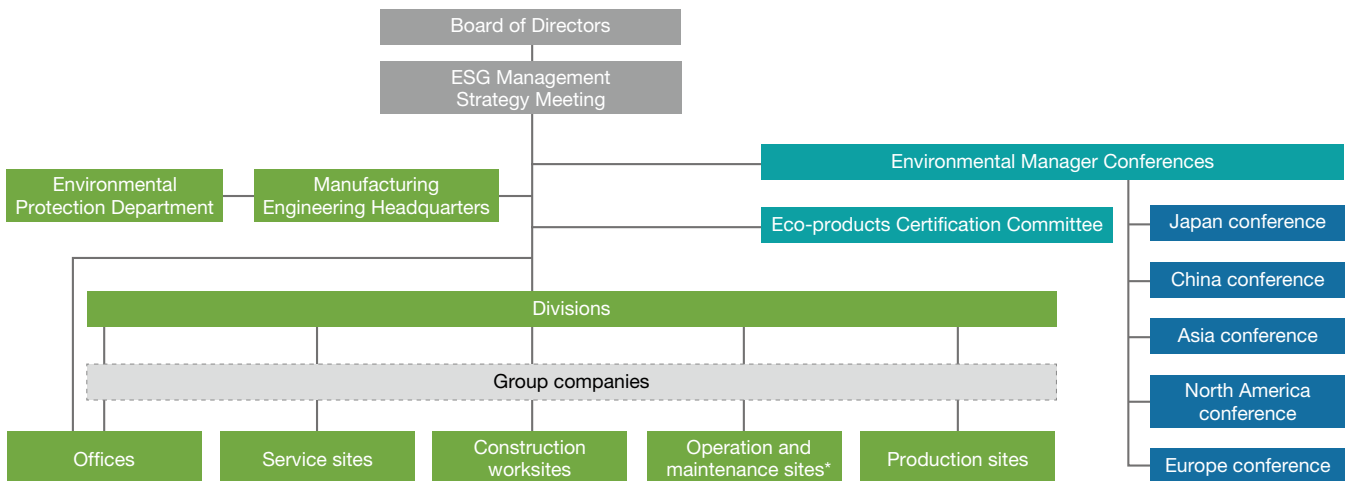 Board of Directors
ESG Management
Strategy Meeting
Environmental Manager Conferences
Environmental
Protection Department
Manufacturing
Engineering Headquarters
Eco-products Certification Committee
Japan conference
China conference
Asia conference
North America
conference
Europe conference
Divisions
Group companies
Offices
Service sites
Construction
worksites
Operation and
maintenance sites*
Production sites